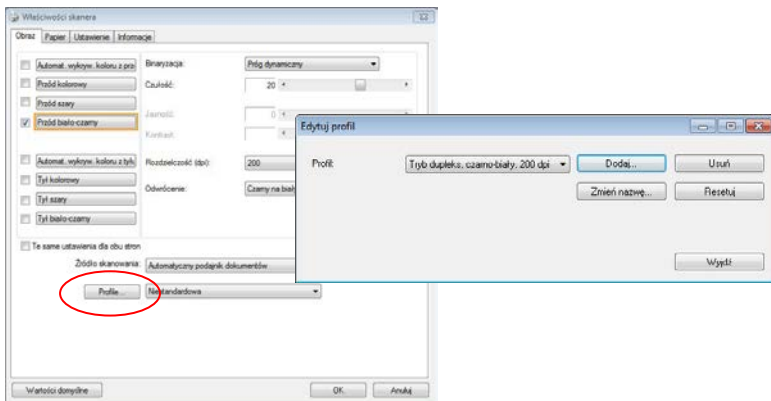 Właściwości skanera
Obraz Papier Ustawienie Informacje
Automat. wykryw. koloru z prz
Binaryzacja: Próg dynamiczny
Przód kolorowy
Czułość: 20
Przód szary
Jasność: 0
Przód biało-czarny
Kontrast:
Automat. wykryw. koloru z tyłu
Rozdzielczość (dpi): 200
Tył kolorowy
Odwrócenie: Czarny na biał
Tył szary
Tył biało-czarny
Te same ustawienia dla obu stron
Źródło skanowania: Automatyczny podajnik dokumentów
Profile... Niestandardowa
Wartości domyślne OK. Anuluj
Edytuj profil
Profil: Tryb dupleks, czarno-biały, 200 dpi Dodaj... Usuń
Zmień nazwę... Resetuj
Wyjdź